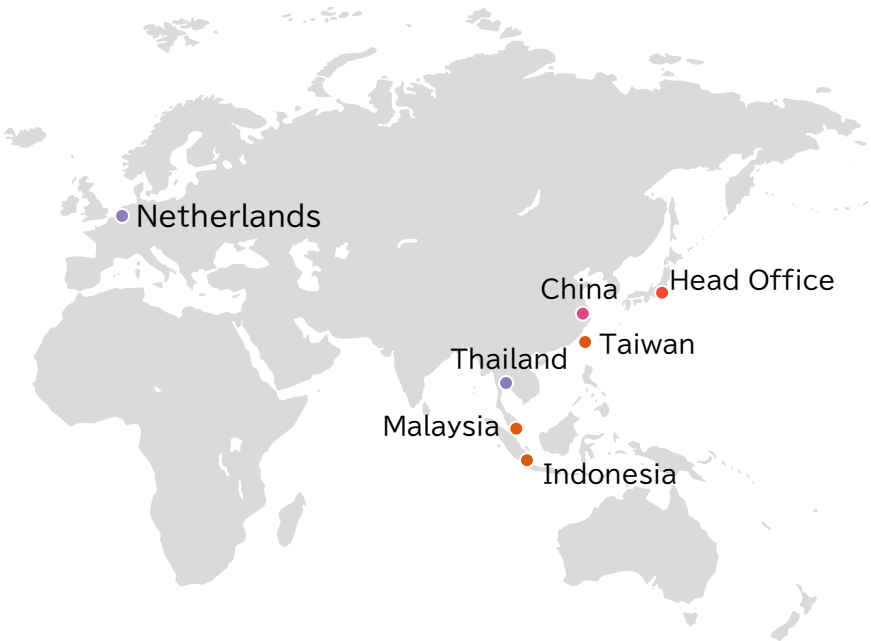 Netherlands
Head Office
China
Taiwan
Thailand
Malaysia
Indonesia